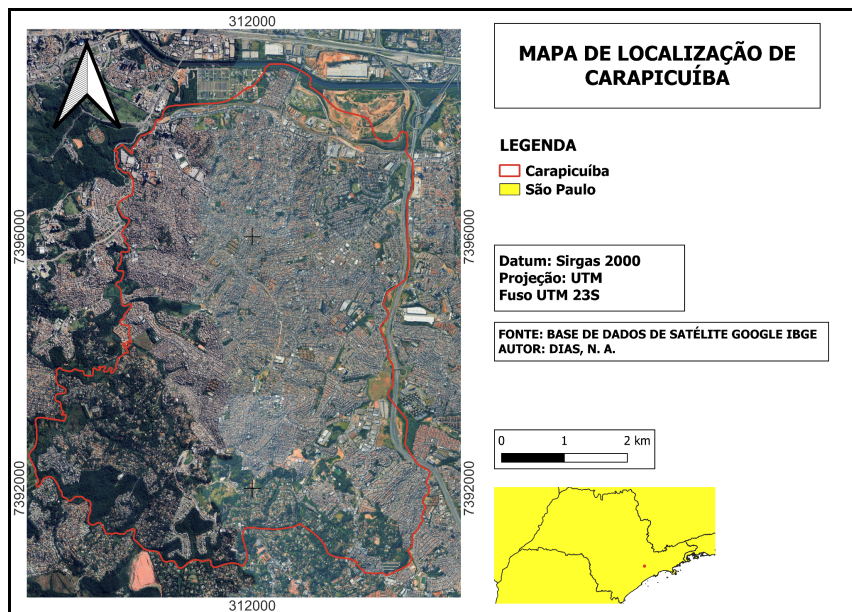 312000
7396000
7396000
7392000
7392000
312000
MAPA DE LOCALIZAÇÃO DE
CARAPICUÍBA
LEGENDA
Carapicuíba
São Paulo
Datum: Sirgas 2000
Projeção: UTM
Fuso UTM 23S
FONTE: BASE DE DADOS DE SATÉLITE GOOGLE IBGE
AUTOR: DIAS, N. A.
0 1 2 km